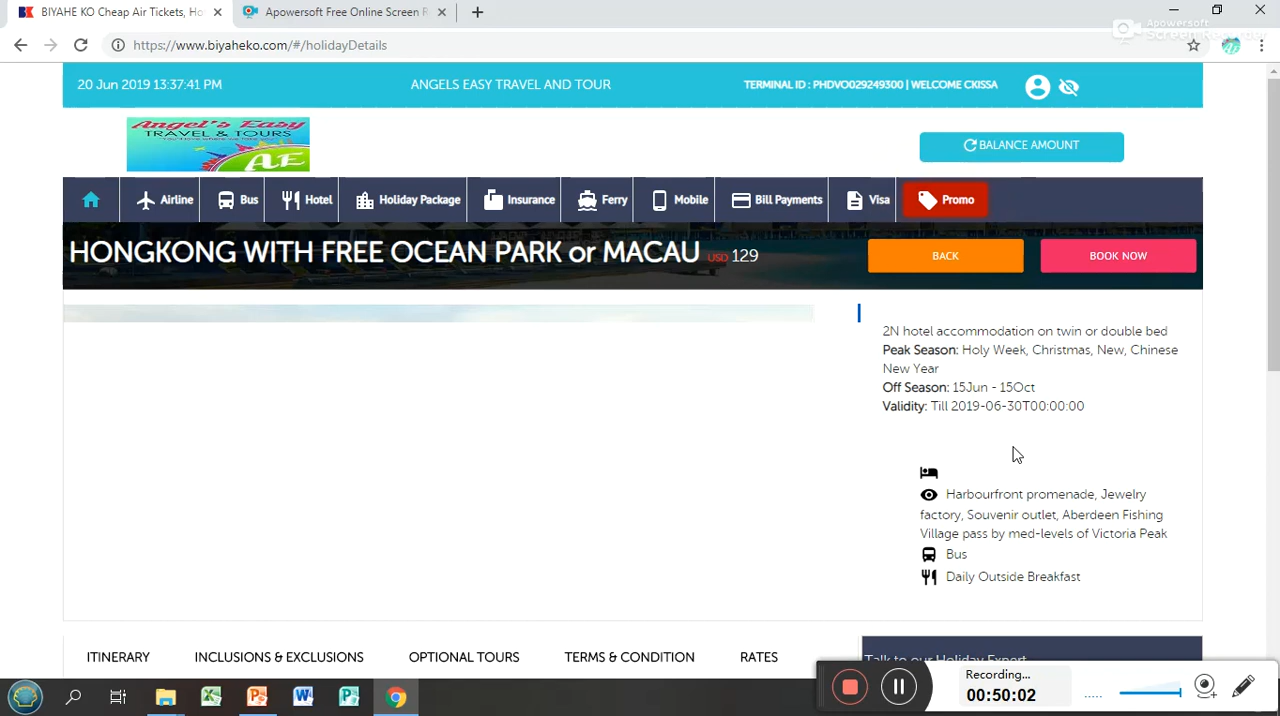 BIYAHE KO Cheap Air Tickets, Ho
Apowersoft Free Online Screen R
Apowersoft
Screen Recorder
https://www.biyaheko.com/#/holidayDetails
20 Jun 2019 13:37:41 PM
ANGELS EASY TRAVEL AND TOUR
TERMINAL ID : PHDVO029249300 | WELCOME CKISSA
Angel's Easy
TRAVEL & TOURS
AE
BALANCE AMOUNT
Airline
Bus
Hotel
Holiday Package
Insurance
Ferry
Mobile
Bill Payments
Visa
Promo
HONGKONG WITH FREE OCEAN PARK or MACAU USD 129
BACK
BOOK NOW
2N hotel accommodation on twin or double bed
Peak Season: Holy Week, Christmas, New, Chinese
New Year
Off Season: 15Jun - 15Oct
Validity: Till 2019-06-30T00:00:00
Harbourfront promenade, Jewelry
factory, Souvenir outlet, Aberdeen Fishing
Village pass by med-levels of Victoria Peak
Bus
Daily Outside Breakfast
ITINERARY
INCLUSIONS & EXCLUSIONS
OPTIONAL TOURS
TERMS & CONDITION
RATES
Talk to our Holiday Expert
Recording...
00:50:02